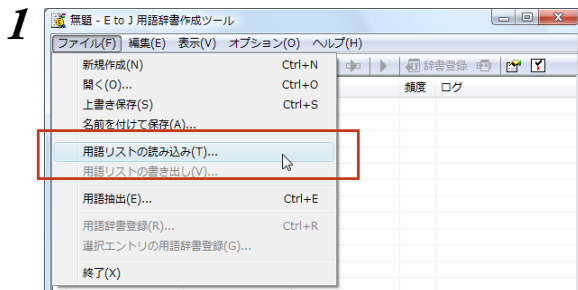 1
無題 - E to J 用語辞書作成ツール
ファイル(F) 編集(E) 表示(V) オプション(O) ヘルプ(H)
新規作成(N) Ctrl+N
辞書登録
開く(O)... Ctrl+O
頻度 ログ
上書き保存(S) Ctrl+S
名前を付けて保存(A)...
用語リストの読み込み(T)...
用語リストの書き出し(V)...
用語抽出(E)... Ctrl+E
用語辞書登録(R)... Ctrl+R
選択エントリの用語辞書登録(G)...
終了(X)